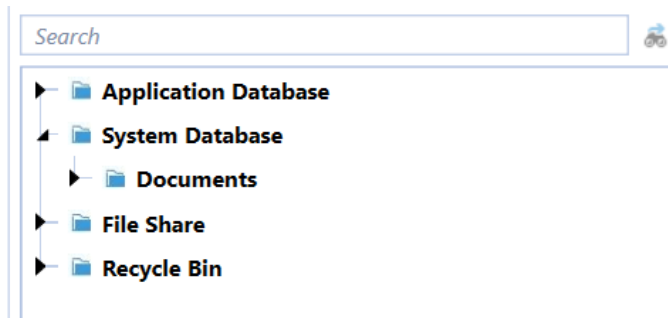 Search
Application Database
System Database
Documents
File Share
Recycle Bin